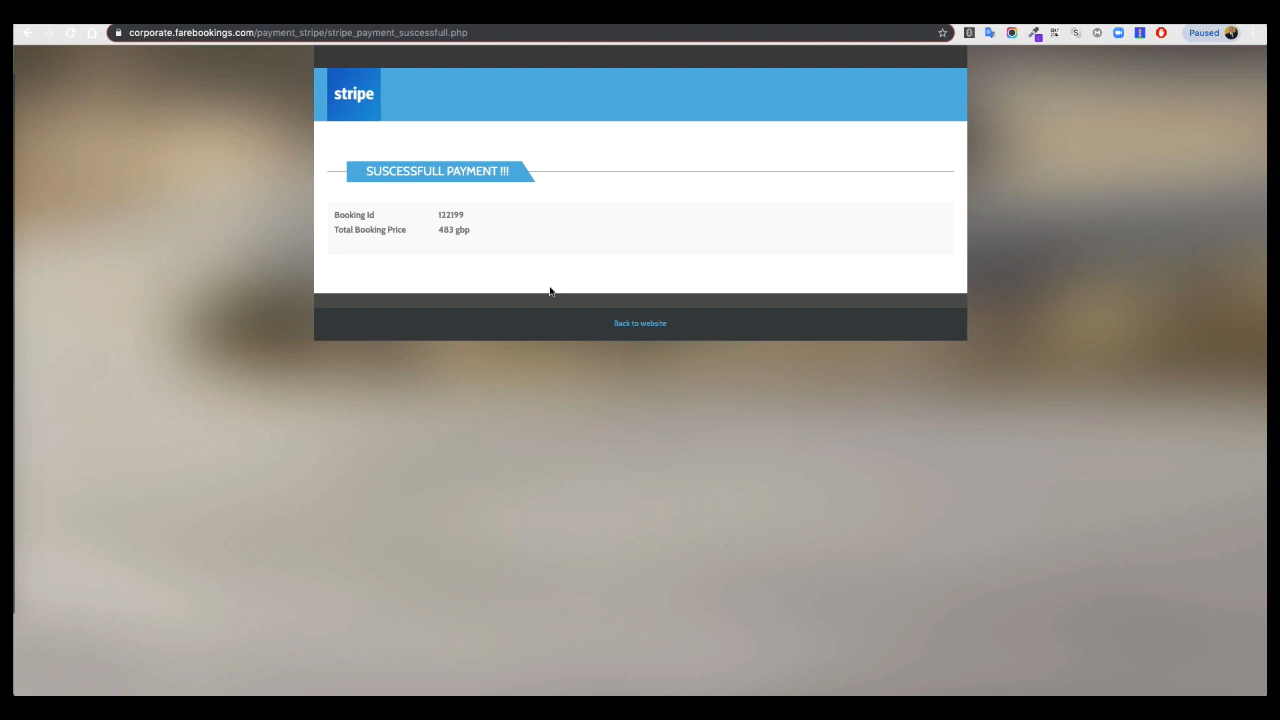 corporate.farebookings.com/payment_stripe/stripe_payment_suscessfull.php
Paused
stripe
SUSCESSFULL PAYMENT !!!
Booking Id 122199
Total Booking Price 483 gbp
Back to website